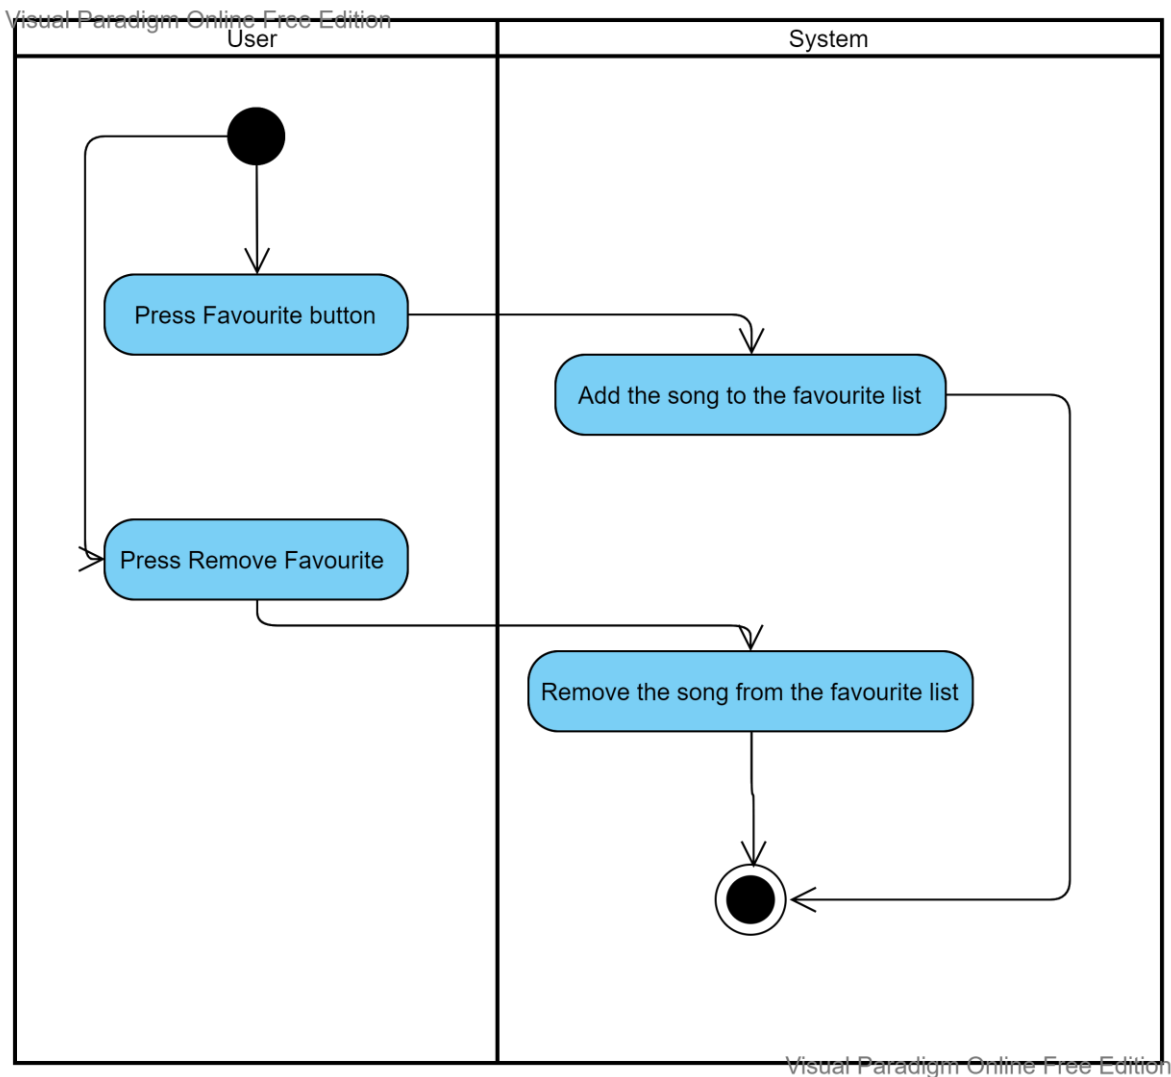 Visual Paradigm Online Free Edition
User
System
Press Favourite button
Add the song to the favourite list
Press Remove Favourite
Remove the song from the favourite list
Visual Paradigm Online Free Edition